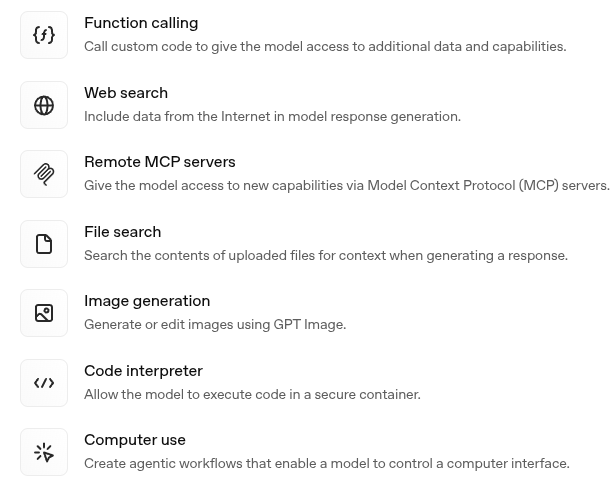 Function calling
Call custom code to give the model access to additional data and capabilities.
Web search
Include data from the Internet in model response generation.
Remote MCP servers
Give the model access to new capabilities via Model Context Protocol (MCP) servers.
File search
Search the contents of uploaded files for context when generating a response.
Image generation
Generate or edit images using GPT Image.
Code interpreter
Allow the model to execute code in a secure container.
Computer use
Create agentic workflows that enable a model to control a computer interface.